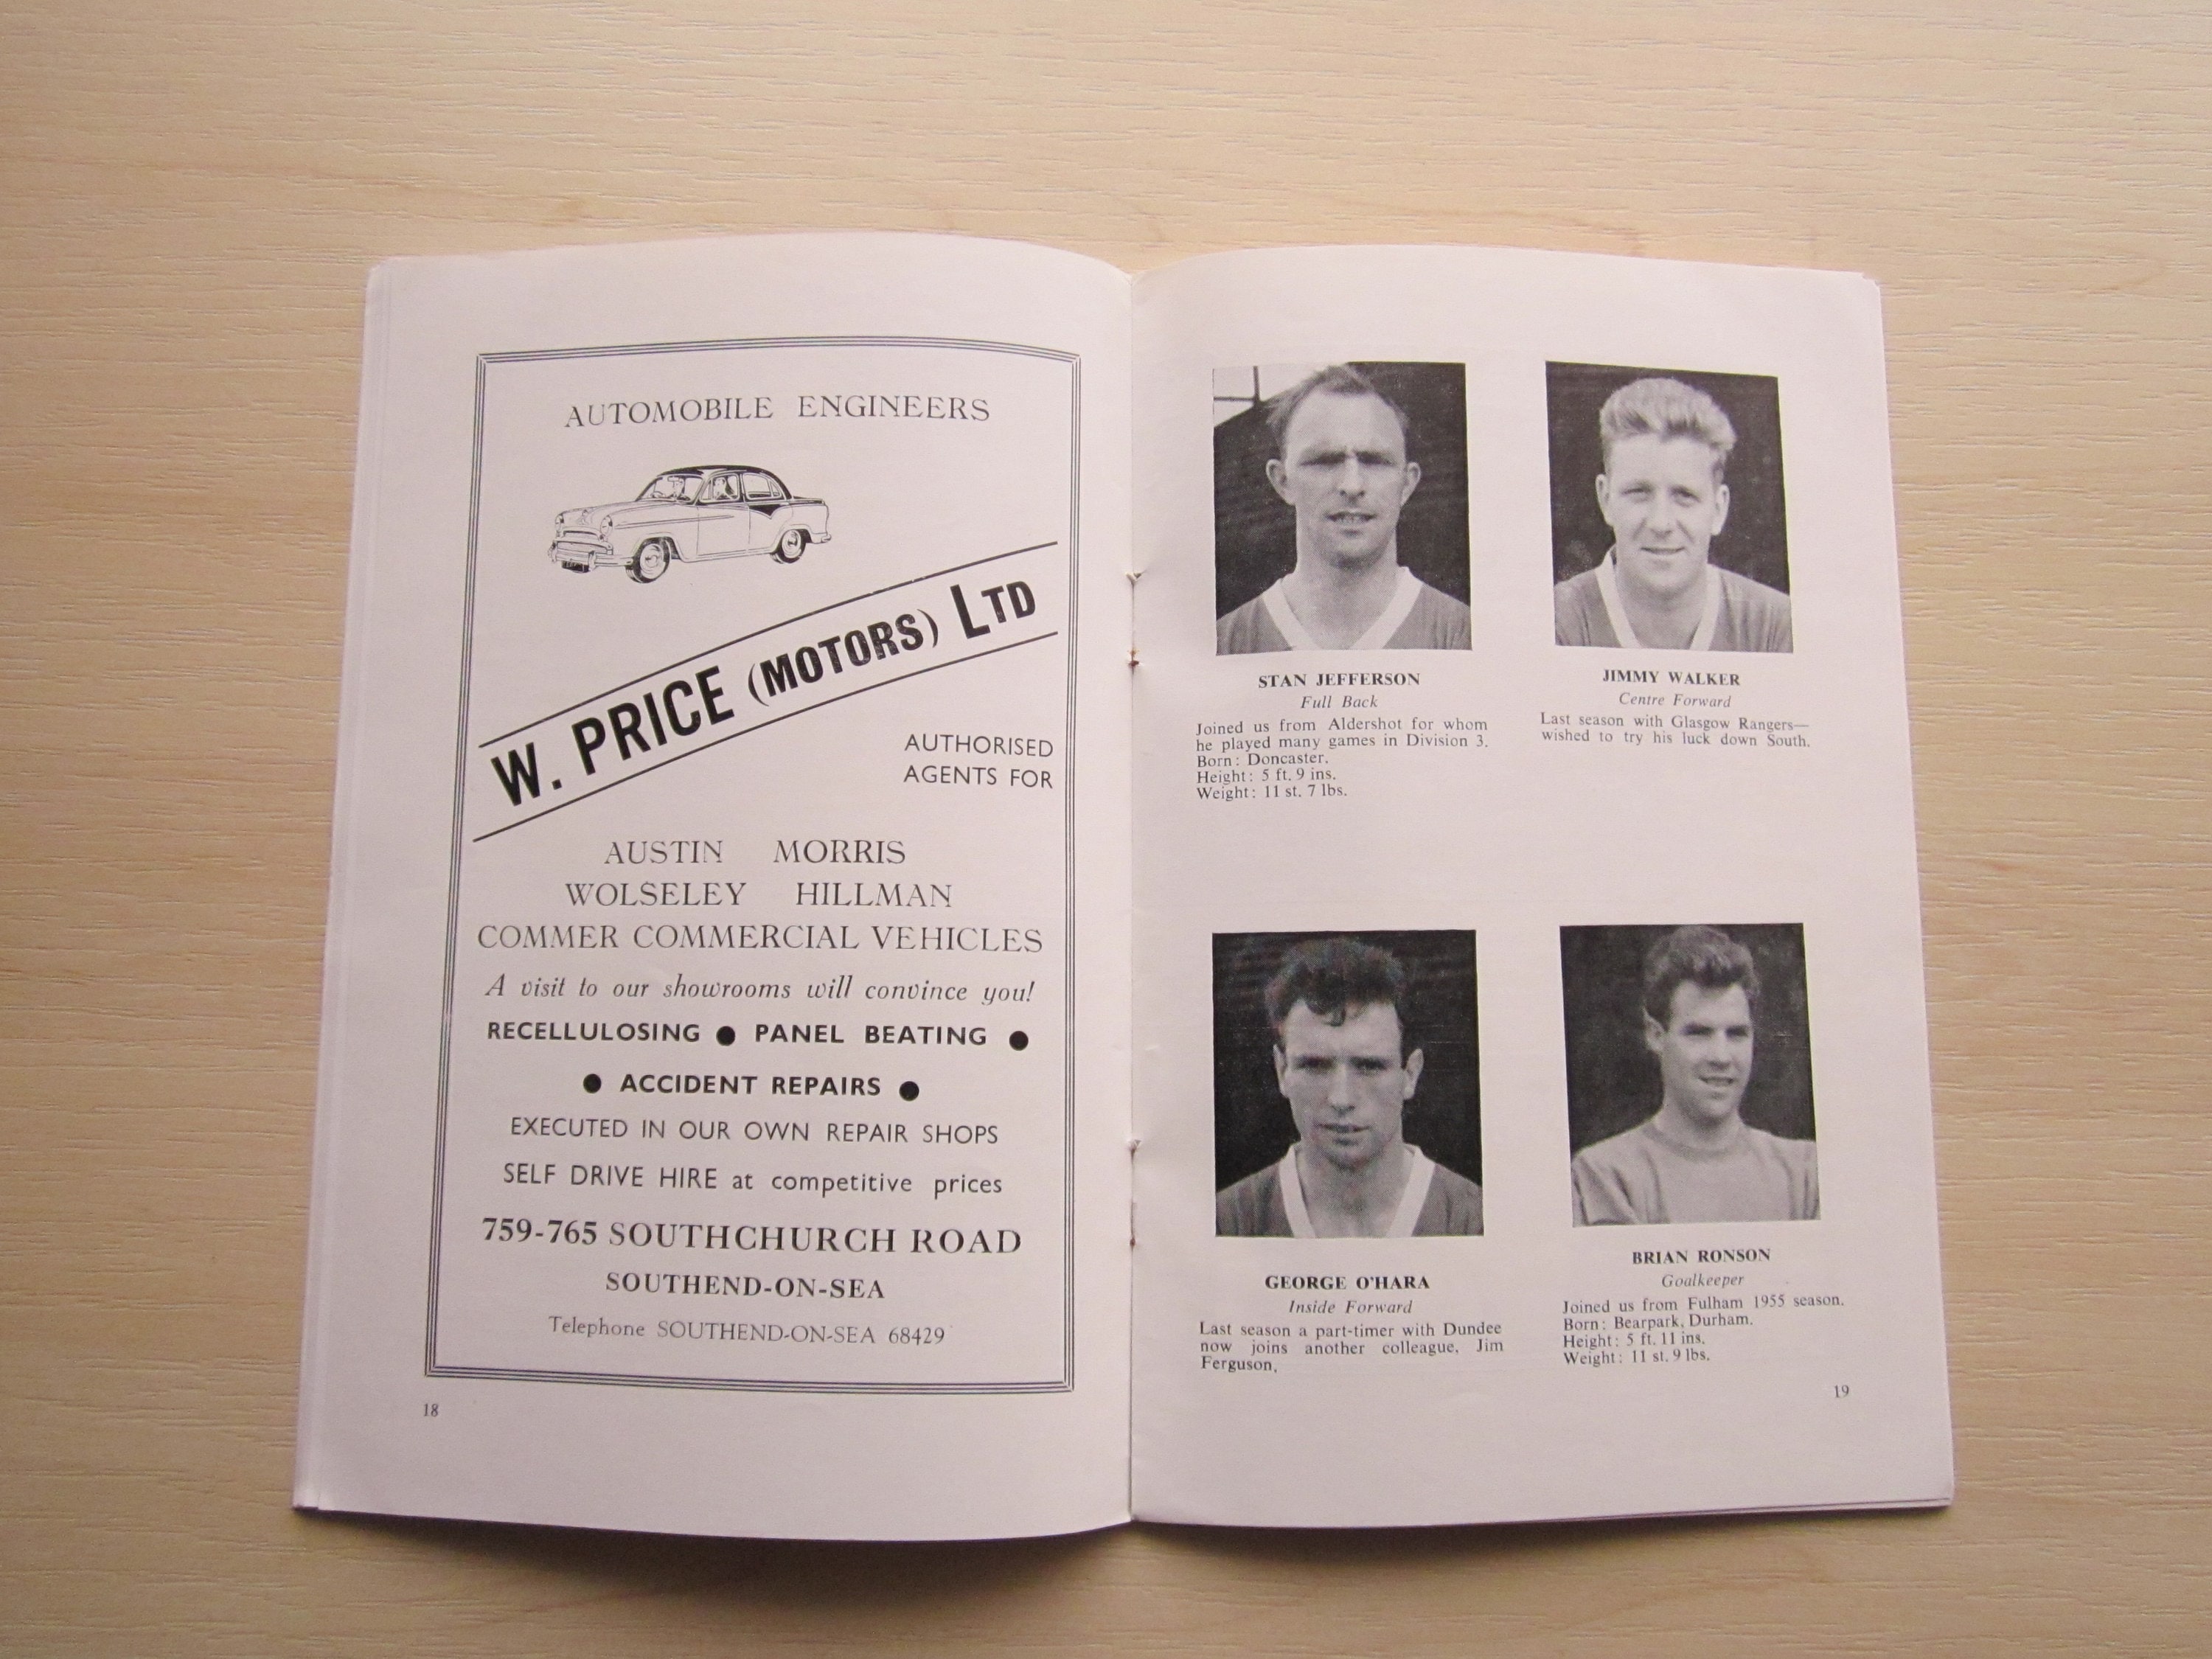 AUTOMOBILE ENGINEERS
W. PRICE (MOTORS) LTD
AUTHORISED
AGENTS FOR
AUSTIN MORRIS
WOLSELEY HILLMAN
COMMER COMMERCIAL VEHICLES
A visit to our showrooms will convince you!
RECELLULOSING ● PANEL BEATING ●
● ACCIDENT REPAIRS ●
EXECUTED IN OUR OWN REPAIR SHOPS
SELF DRIVE HIRE at competitive prices
759-765 SOUTHCHURCH ROAD
SOUTHEND-ON-SEA
Telephone SOUTHEND-ON-SEA 68429
18
STAN JEFFERSON
Full Back
Joined us from Aldershot for whom
he played many games in Division 3.
Born: Doncaster.
Height: 5 ft. 9 ins.
Weight: 11 st. 7 lbs.
JIMMY WALKER
Centre Forward
Last season with Glasgow Rangers—
wished to try his luck down South.
GEORGE O'HARA
Inside Forward
Last season a part-timer with Dundee
now joins another colleague, Jim
Ferguson.
BRIAN RONSON
Goalkeeper
Joined us from Fulham 1955 season.
Born: Bearpark, Durham.
Height: 5 ft. 11 ins.
Weight: 11 st. 9 lbs.
19